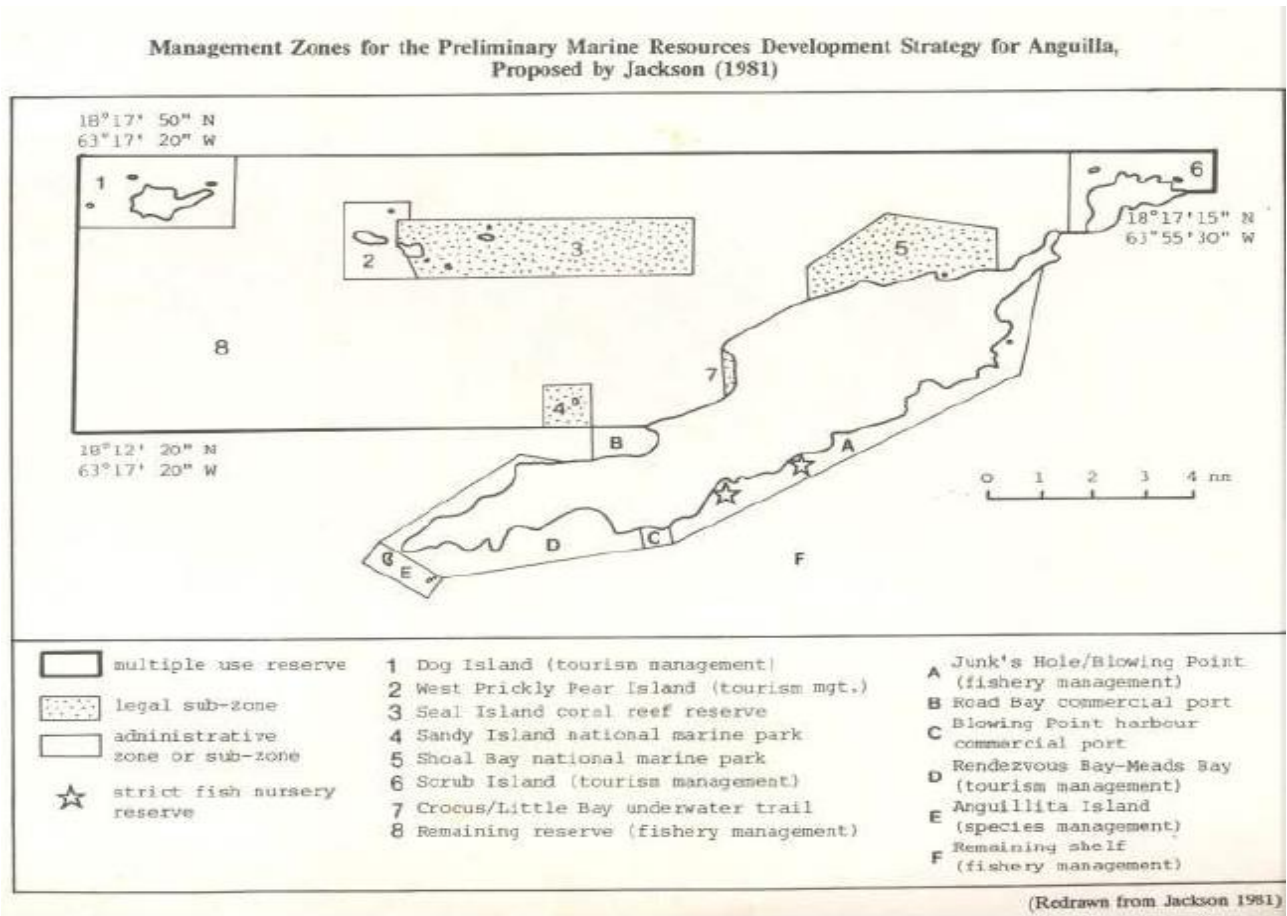 Management Zones for the Preliminary Marine Resources Development Strategy for Anguilla,
Proposed by Jackson (1981)
18°17' 50" N
63°17' 20" W
1
6
18°17'15" N
63°55'30" W
2
3
5
8
7
4
18°12' 20" N
63°17' 20" W
B
A
0 1 2 3 4 nm
C
D
F
E
multiple use reserve
legal sub-zone
administrative
zone or sub-zone
strict fish nursery
reserve
1 Dog Island (tourism management)
2 West Prickly Pear Island (tourism mgt.)
3 Seal Island coral reef reserve
4 Sandy Island national marine park
5 Shoal Bay national marine park
6 Scrub Island (tourism management)
7 Crocus/Little Bay underwater trail
8 Remaining reserve (fishery management)
A Junk's Hole/Blowing Point
(fishery management)
B Road Bay commercial port
C Blowing Point harbour
commercial port
D Rendezvous Bay-Meads Bay
(tourism management)
E Anguillita Island
(species management)
F Remaining shelf
(fishery management)
(Redrawn from Jackson 1981)